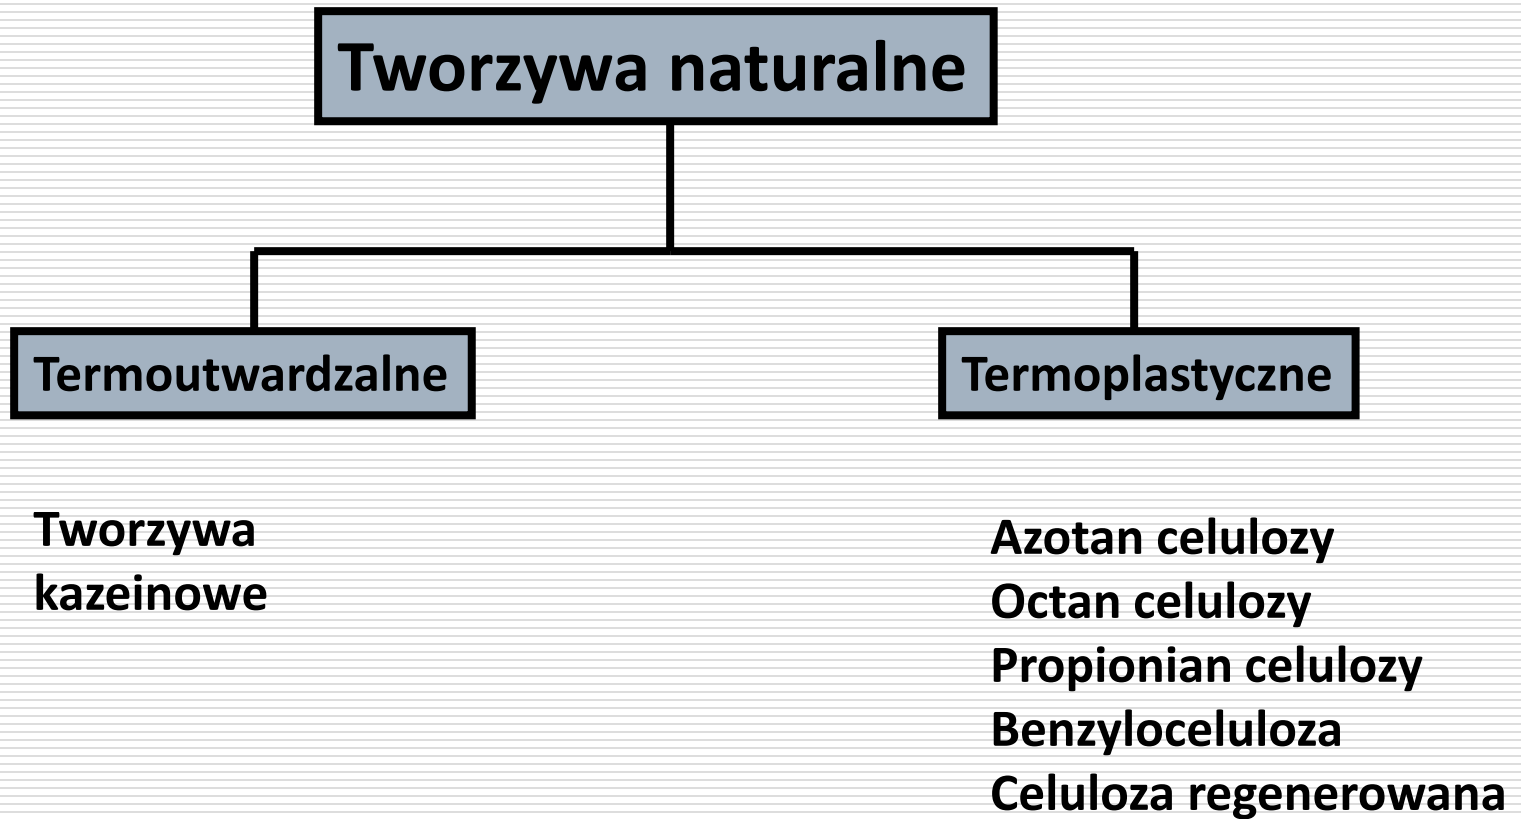 Tworzywa naturalne
Termoutwardzalne
Termoplastyczne
Tworzywa
kazeinowe
Azotan celulozy
Octan celulozy
Propionian celulozy
Benzyloceluloza
Celuloza regenerowana